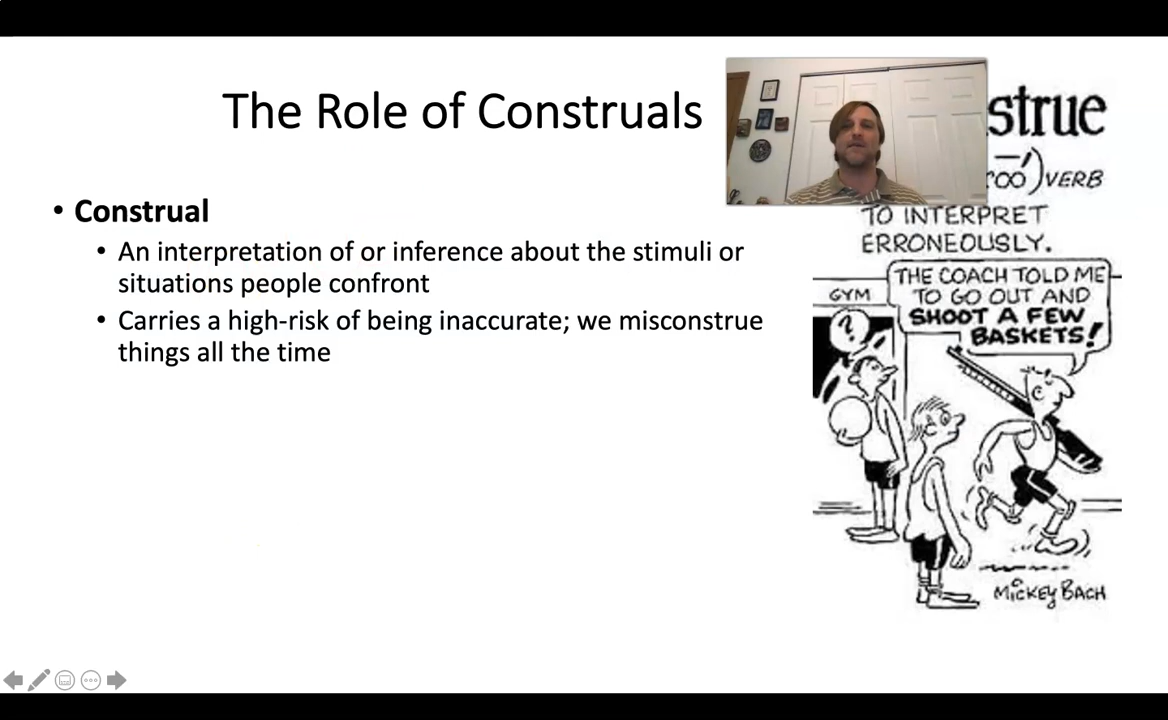 The Role of Construals
• Construal
• An interpretation of or inference about the stimuli or
situations people confront
• Carries a high-risk of being inaccurate; we misconstrue
things all the time
strue
VERB
TO INTERPRET
ERRONEOUSLY.
THE COACH TOLD ME
TO GO OUT AND
SHOOT A FEW
BASKETS!
GYM
?
MICKEY BACH